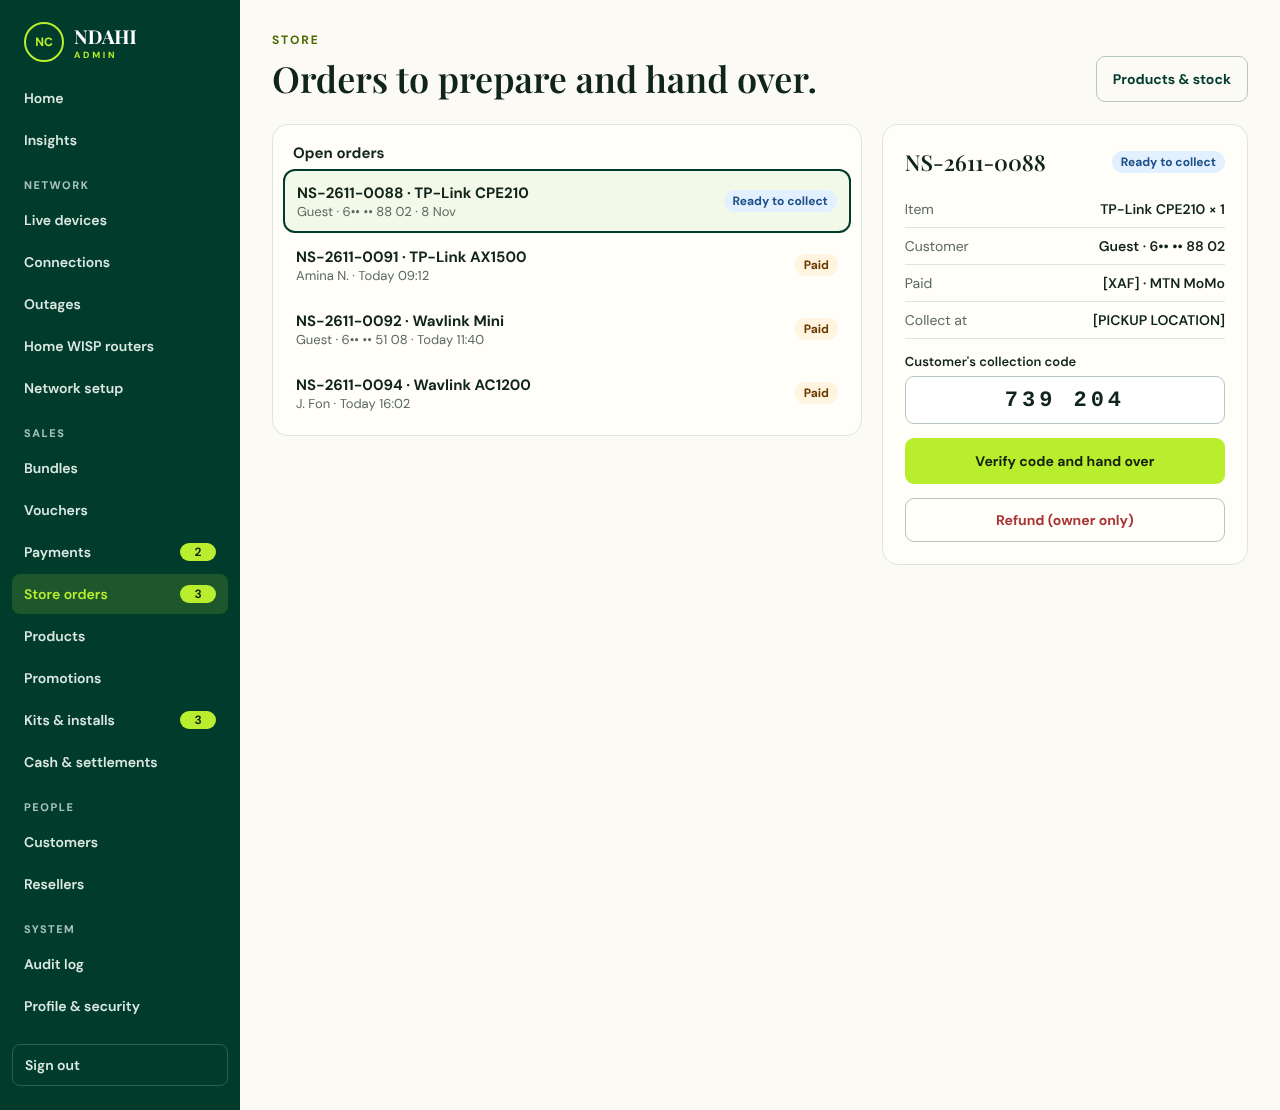 NC
NDAHI
ADMIN
Home
Insights
NETWORK
Live devices
Connections
Outages
Home WISP routers
Network setup
SALES
Bundles
Vouchers
Payments 2
Store orders 3
Products
Promotions
Kits & installs 3
Cash & settlements
PEOPLE
Customers
Resellers
SYSTEM
Audit log
Profile & security
Sign out
STORE
Orders to prepare and hand over.
Products & stock
Open orders
NS-2611-0088 · TP-Link CPE210
Guest · 6•• •• 88 02 · 8 Nov
Ready to collect
NS-2611-0091 · TP-Link AX1500
Amina N. · Today 09:12
Paid
NS-2611-0092 · Wavlink Mini
Guest · 6•• •• 51 08 · Today 11:40
Paid
NS-2611-0094 · Wavlink AC1200
J. Fon · Today 16:02
Paid
NS-2611-0088
Ready to collect
Item TP-Link CPE210 × 1
Customer Guest · 6•• •• 88 02
Paid [XAF] · MTN MoMo
Collect at [PICKUP LOCATION]
Customer's collection code
739 204
Verify code and hand over
Refund (owner only)